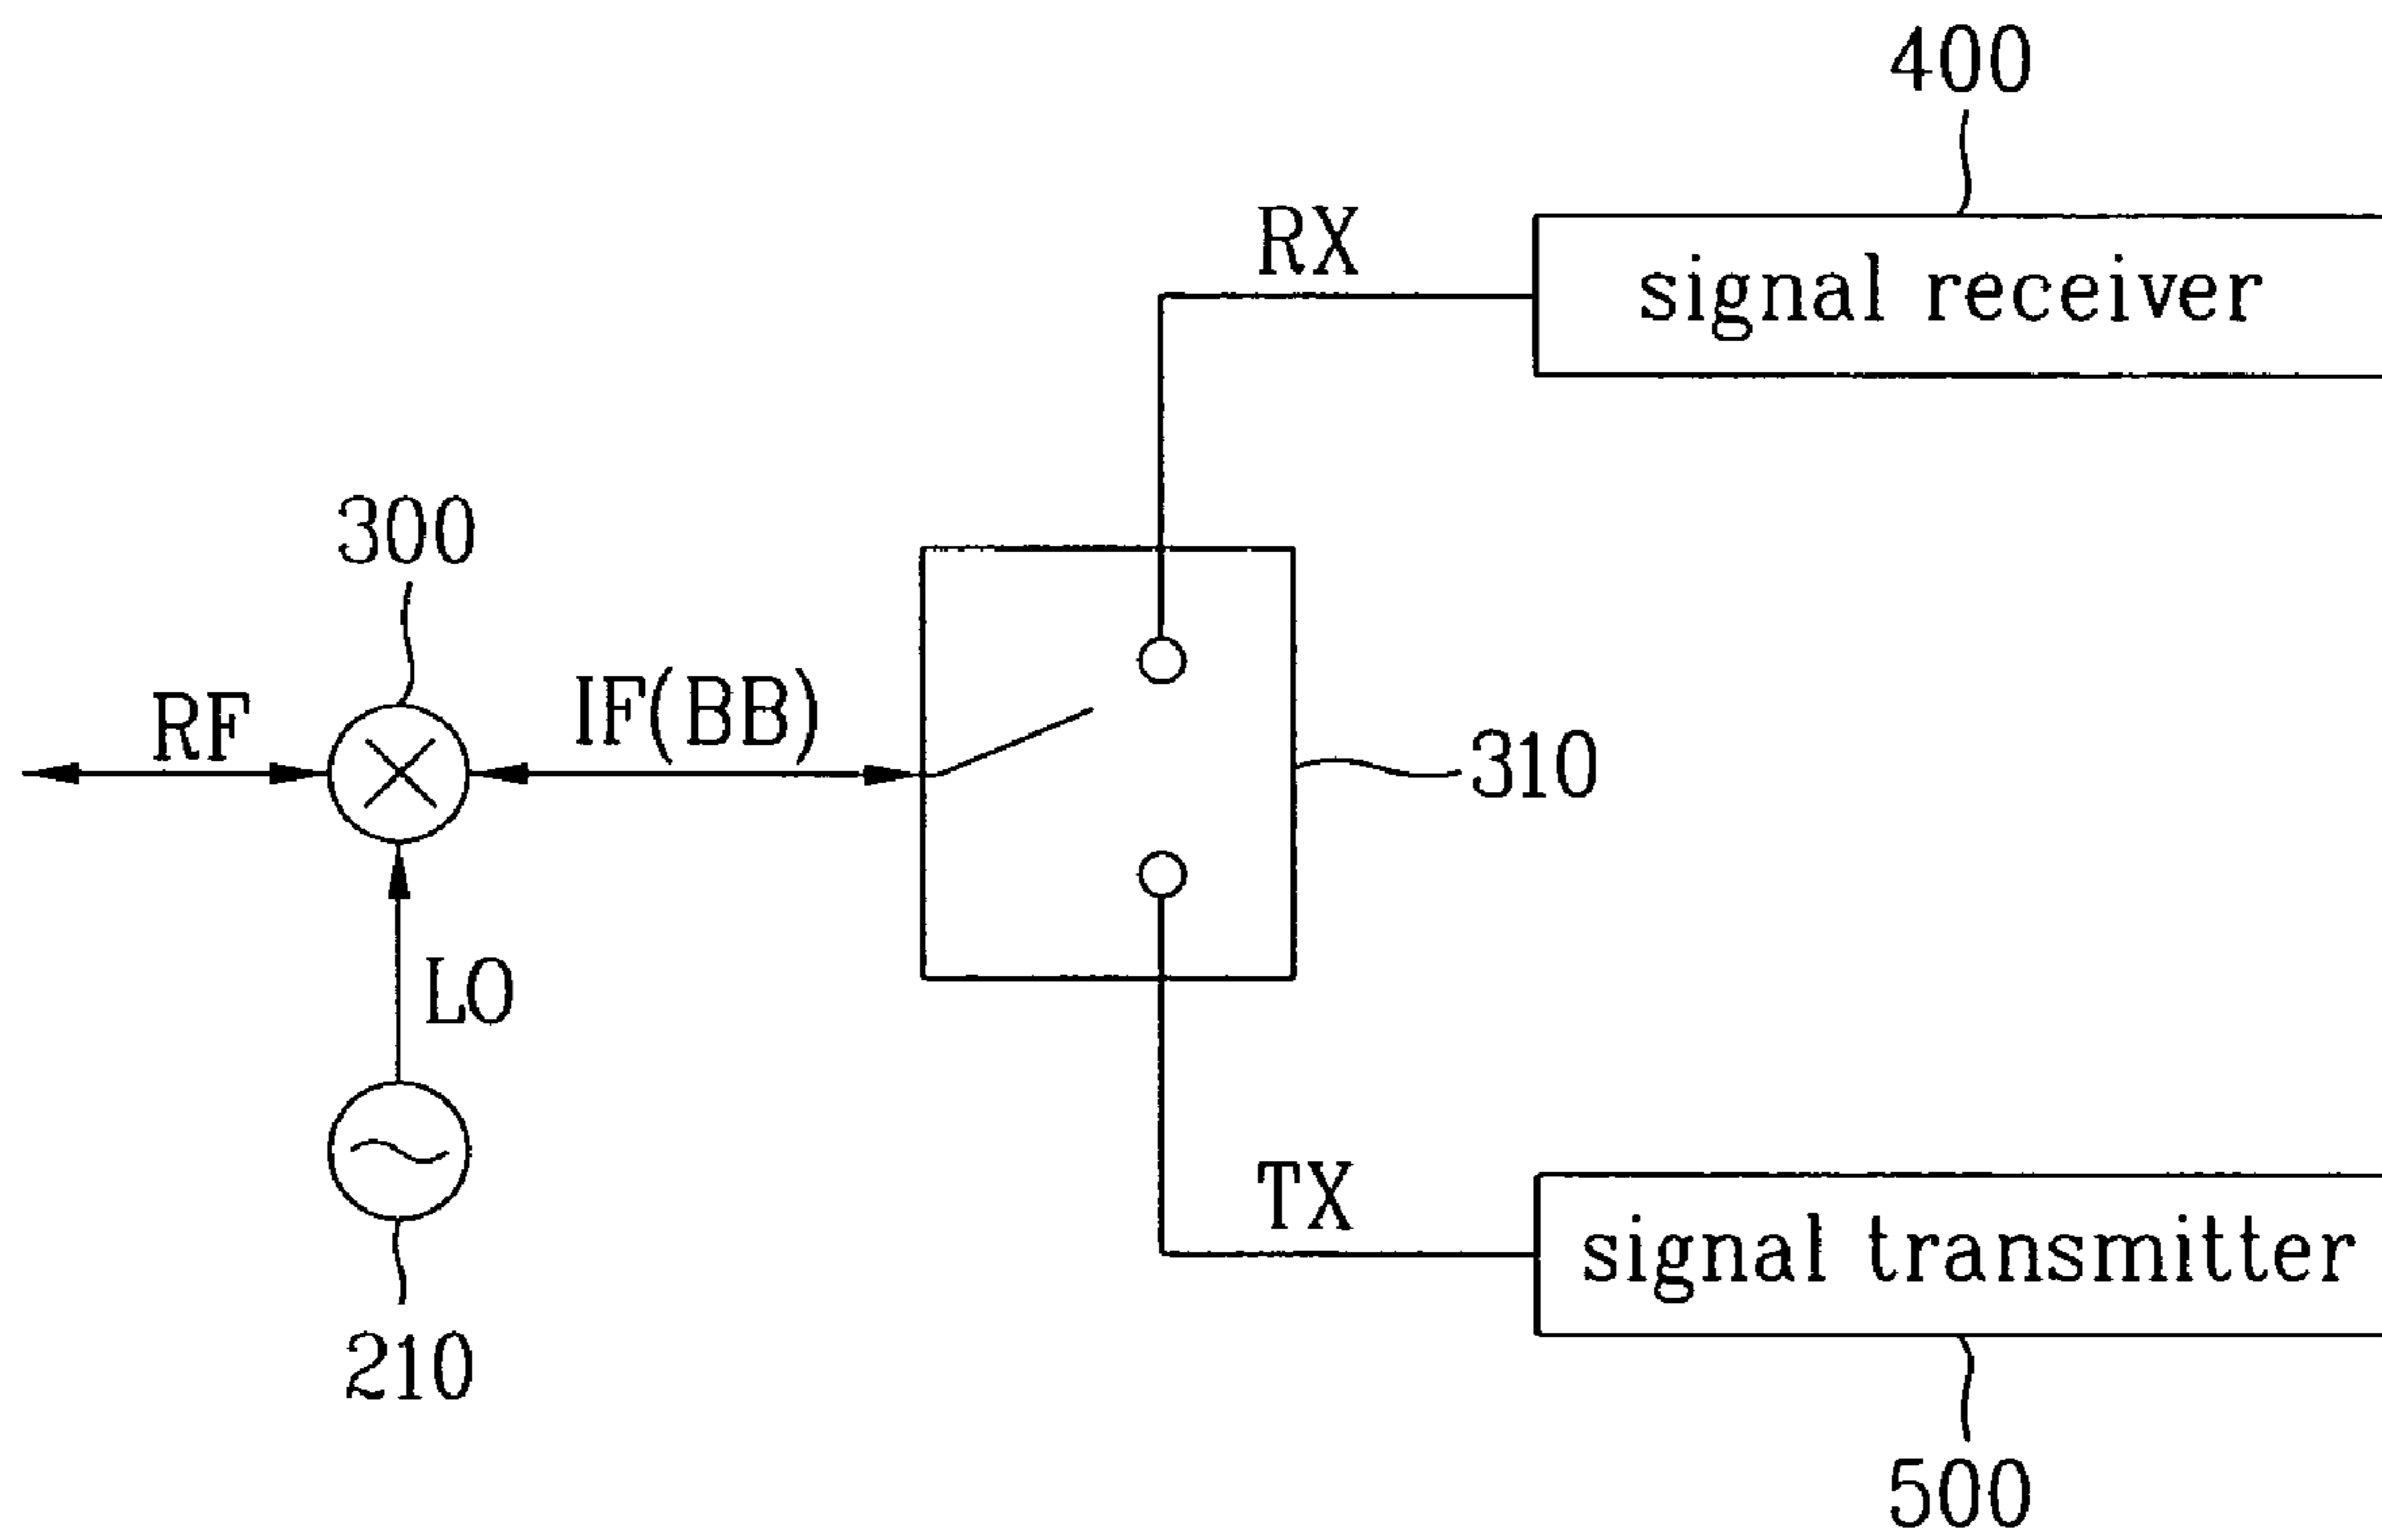 400
RX
signal receiver
300
RF
IF(BB)
310
LO
TX
signal transmitter
210
500